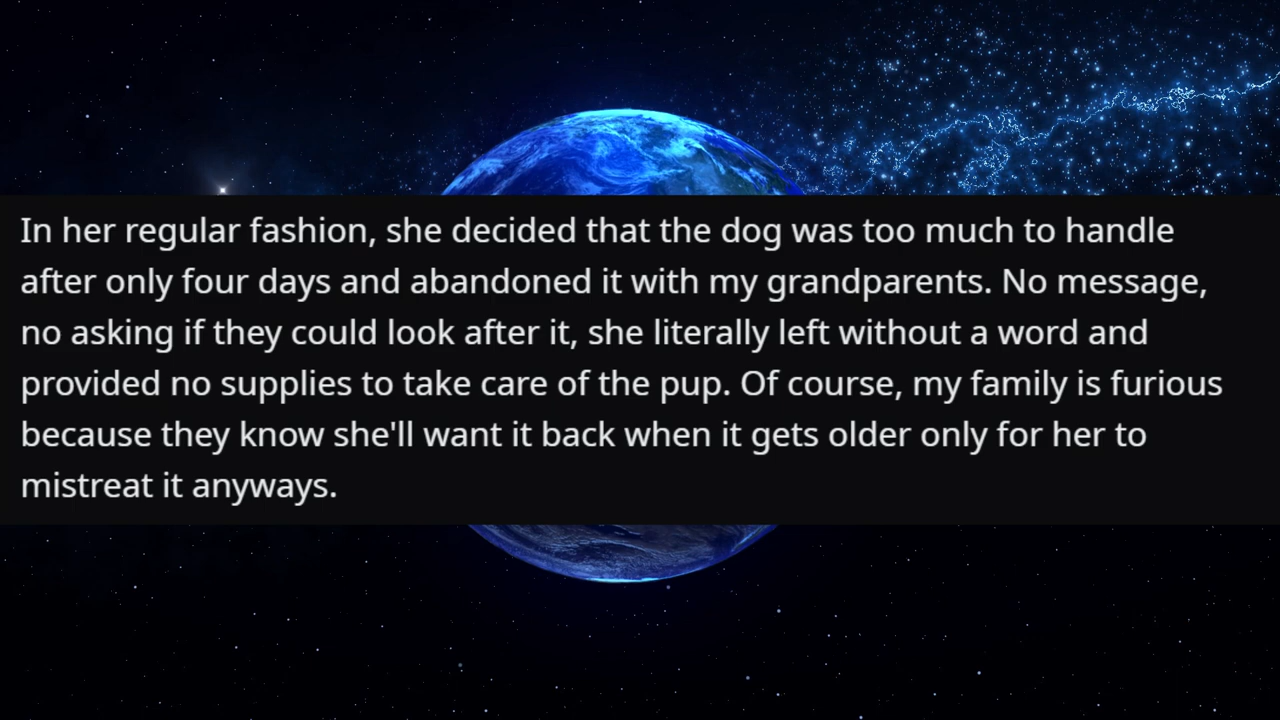 In her regular fashion, she decided that the dog was too much to handle
after only four days and abandoned it with my grandparents. No message,
no asking if they could look after it, she literally left without a word and
provided no supplies to take care of the pup. Of course, my family is furious
because they know she'll want it back when it gets older only for her to
mistreat it anyways.